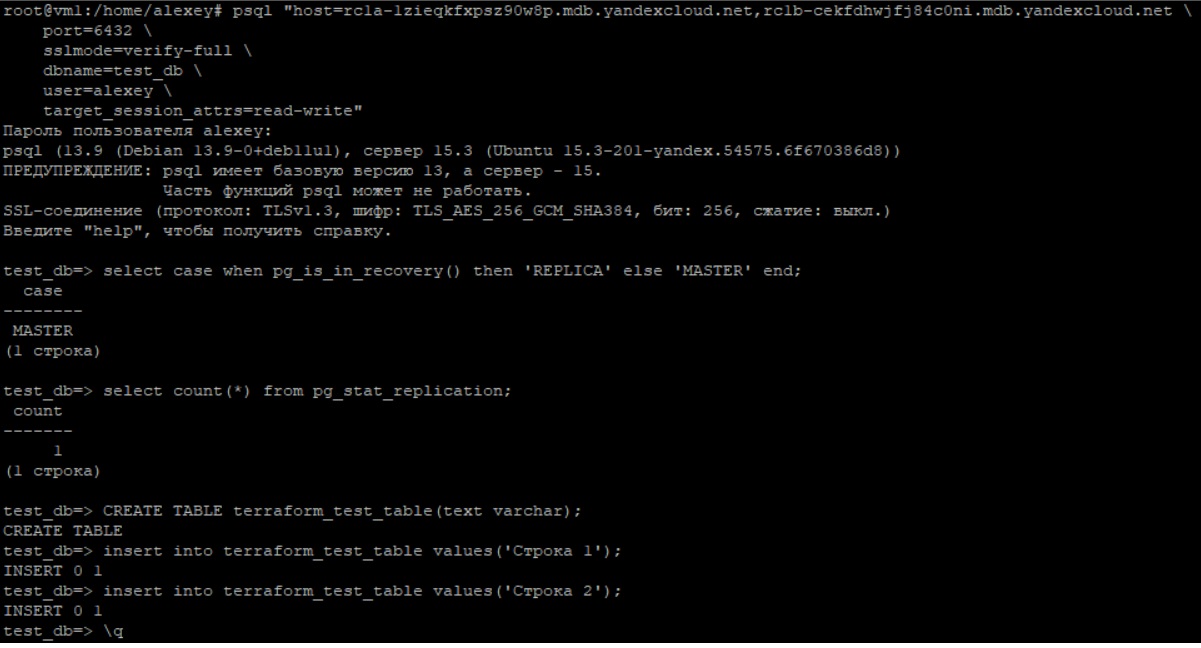 root@vm1:/home/alexey# psql "host=rc1a-1zieqkfxpsz90w8p.mdb.yandexcloud.net,rc1b-cekfdhwjfj84c0ni.mdb.yandexcloud.net \
    port=6432 \
    sslmode=verify-full \
    dbname=test_db \
    user=alexey \
    target_session_attrs=read-write"
Пароль пользователя alexey:
psql (13.9 (Debian 13.9-0+deb11u1), сервер 15.3 (Ubuntu 15.3-201-yandex.54575.6f670386d8))
ПРЕДУПРЕЖДЕНИЕ: psql имеет базовую версию 13, а сервер - 15.
                Часть функций psql может не работать.
SSL-соединение (протокол: TLSv1.3, шифр: TLS_AES_256_GCM_SHA384, бит: 256, сжатие: выкл.)
Введите "help", чтобы получить справку.

test_db=> select case when pg_is_in_recovery() then 'REPLICA' else 'MASTER' end;
  case
--------
 MASTER
(1 строка)

test_db=> select count(*) from pg_stat_replication;
 count
-------
     1
(1 строка)

test_db=> CREATE TABLE terraform_test_table(text varchar);
CREATE TABLE
test_db=> insert into terraform_test_table values('Строка 1');
INSERT 0 1
test_db=> insert into terraform_test_table values('Строка 2');
INSERT 0 1
test_db=> \q